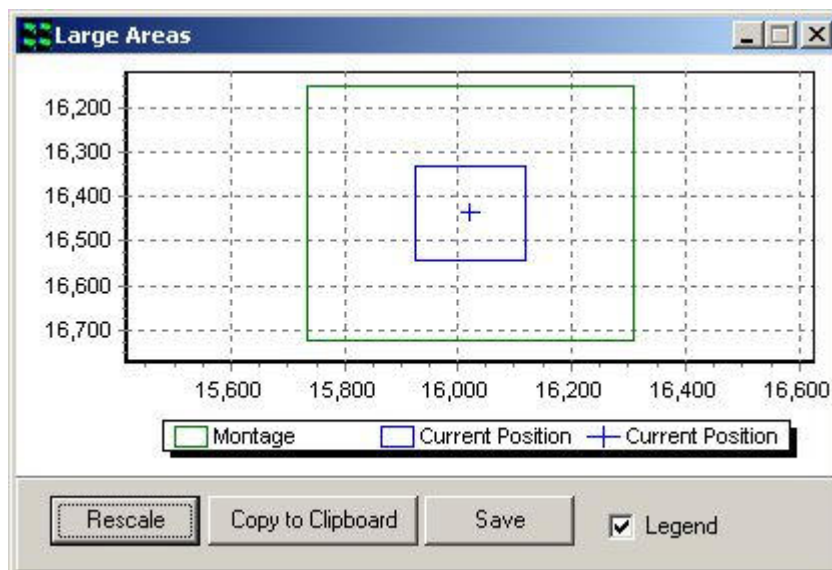 Large Areas
16,200
16,300
16,400
16,500
16,600
16,700
15,600 15,800 16,000 16,200 16,400 16,600
Montage Current Position Current Position
Rescale Copy to Clipboard Save Legend